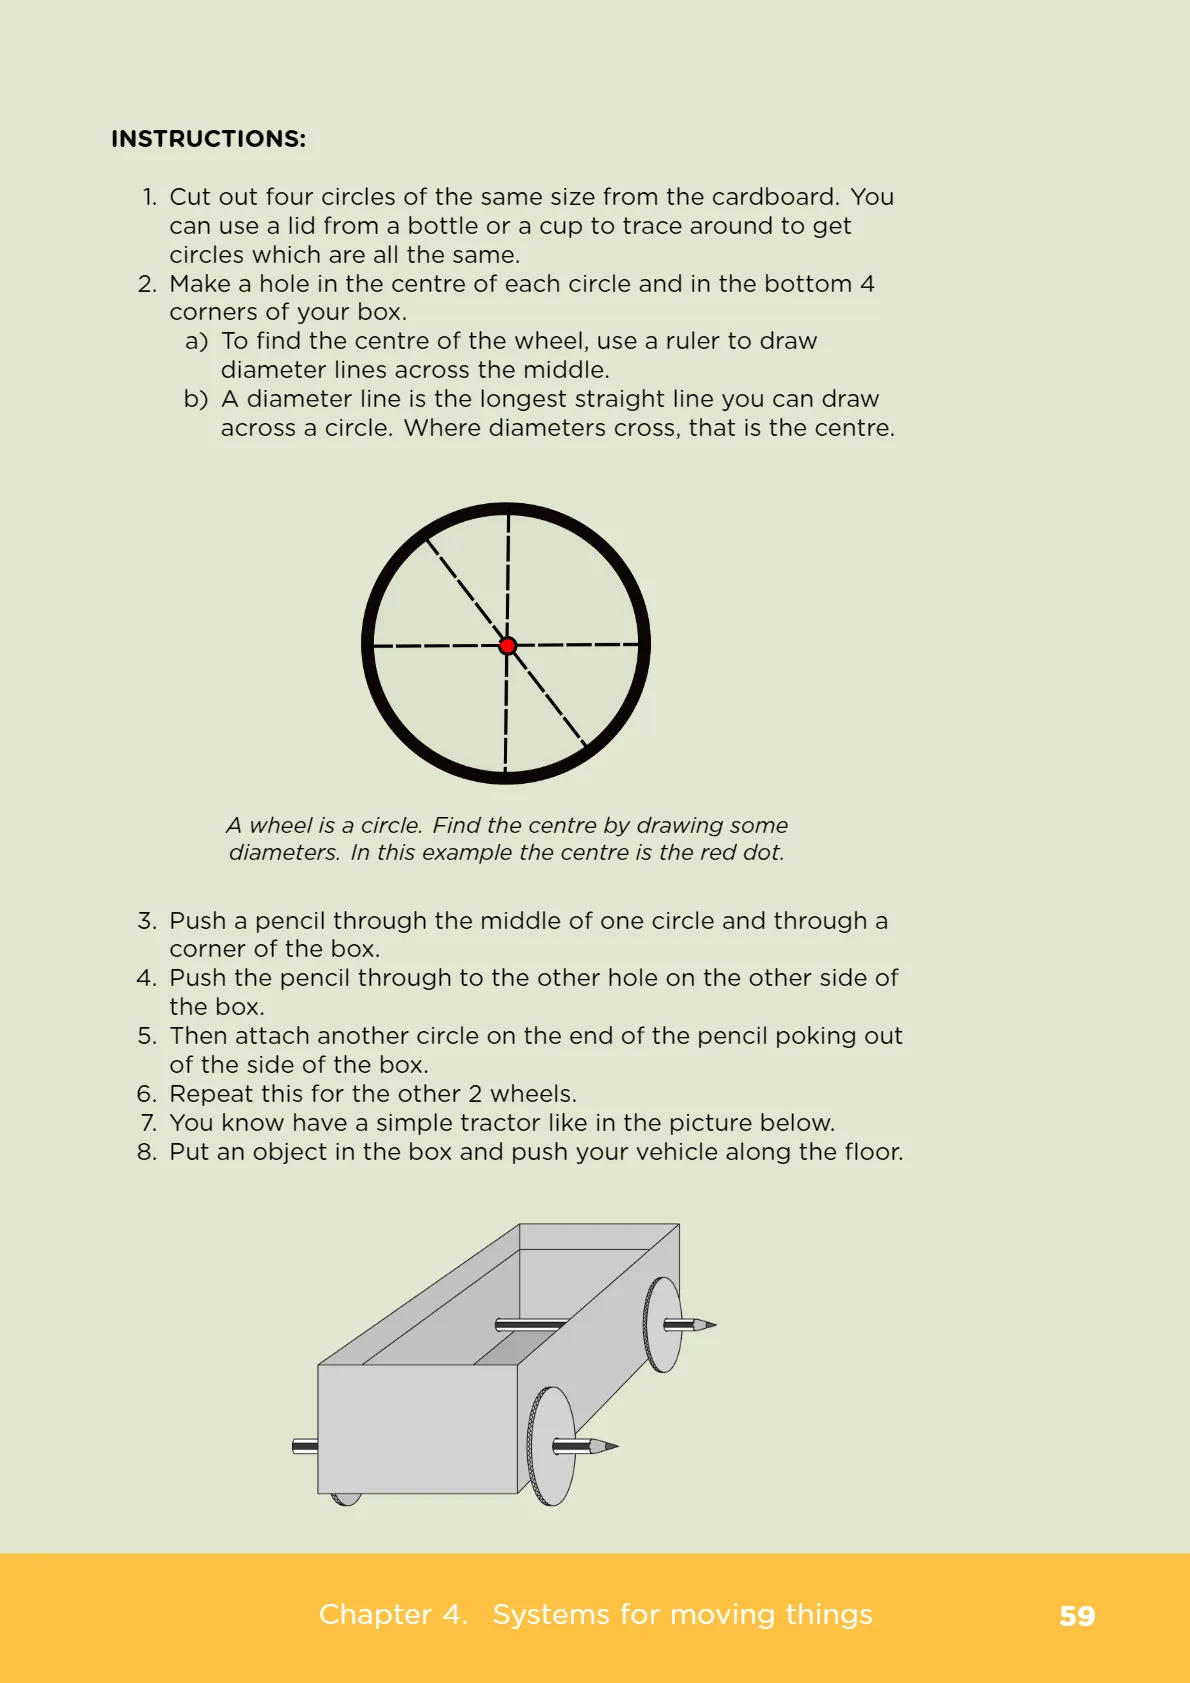 INSTRUCTIONS:
1. Cut out four circles of the same size from the cardboard. You
can use a lid from a bottle or a cup to trace around to get
circles which are all the same.
2. Make a hole in the centre of each circle and in the bottom 4
corners of your box.
a) To find the centre of the wheel, use a ruler to draw
diameter lines across the middle.
b) A diameter line is the longest straight line you can draw
across a circle. Where diameters cross, that is the centre.
A wheel is a circle. Find the centre by drawing some
diameters. In this example the centre is the red dot.
3. Push a pencil through the middle of one circle and through a
corner of the box.
4. Push the pencil through to the other hole on the other side of
the box.
5. Then attach another circle on the end of the pencil poking out
of the side of the box.
6. Repeat this for the other 2 wheels.
7. You know have a simple tractor like in the picture below.
8. Put an object in the box and push your vehicle along the floor.
Chapter 4. Systems for moving things 59